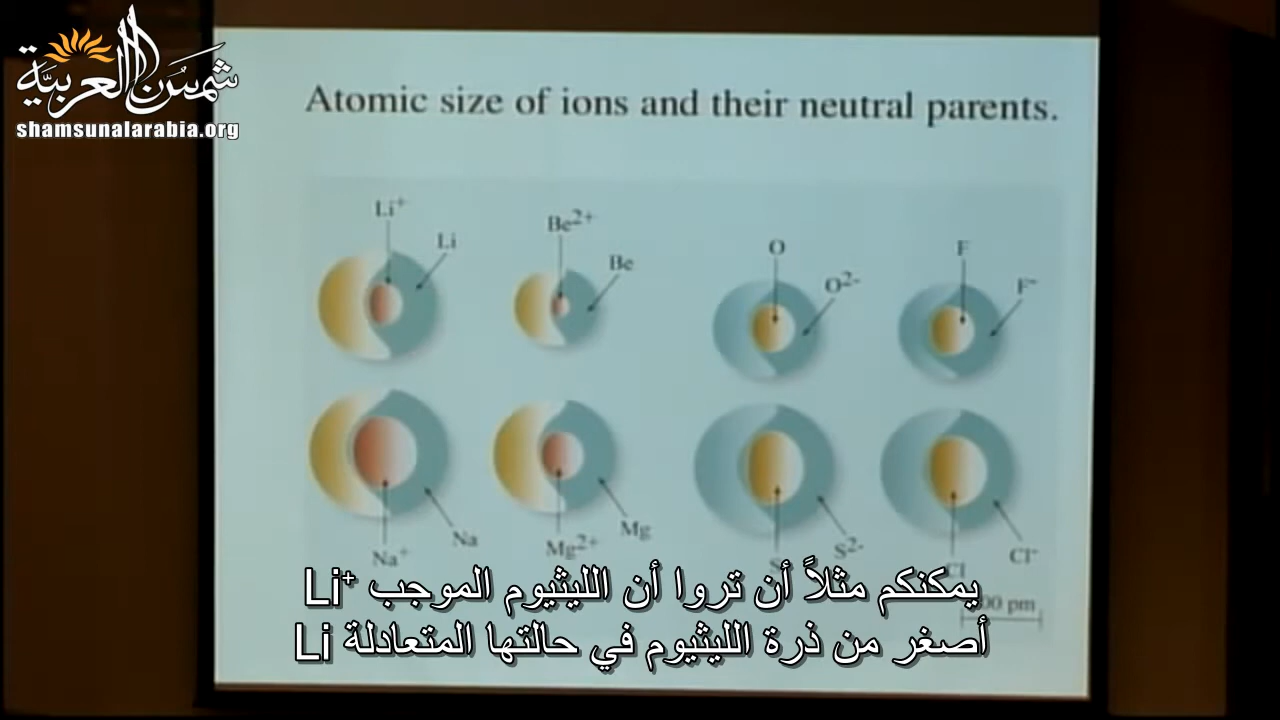 شمس العربية
shamsunalarabia.org
Atomic size of ions and their neutral parents.
Li⁺
Li
Be²⁺
Be
O
O²⁻
F
F⁻
Na⁺
Na
Mg²⁺
Mg
S
S²⁻
Cl
Cl⁻
pm
يمكنكم مثلاً أن تروا أن الليثيوم الموجب Li⁺
أصغر من ذرة الليثيوم في حالتها المتعادلة Li